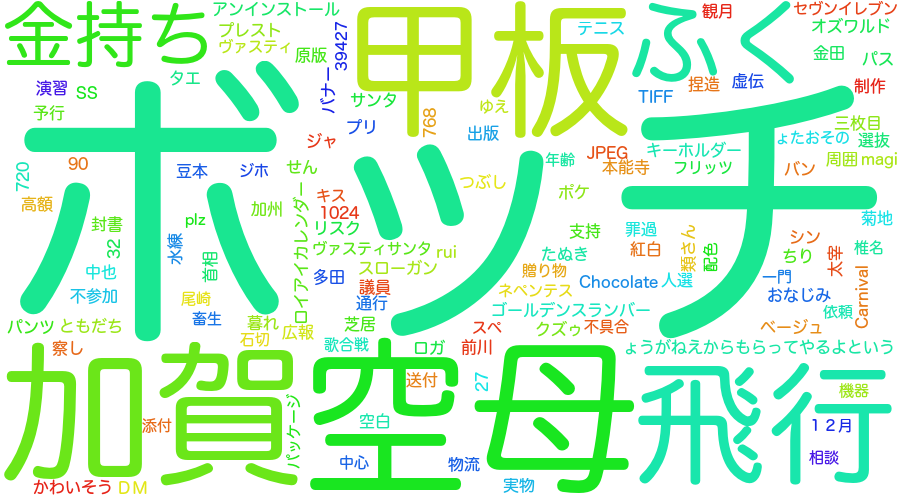 金持ち
アンインストール
プレスト
ヴァスティ
原版
39427
バナー
甲板
テニス
ふく
観月
セヴンイレブン
オズワルド
金田
パス
演習
SS
予行
タエ
サンタ
プリ
768
ゆえ
出版
TIFF
捏造
虚伝
制作
ボッチ
三枚目
ょたおその
選抜
周囲
magi
720
90
高額
豆本
ジホ
ジャ
せん
年齢
JPEG
本能寺
キーホルダー
フリッツ
バン
つぶし
ポケ
封書
plz
加州
キス
1024
リスク
ロイアイカレンダー
ヴァスティサンタ
rui
スローガン
32
水練
首相
中也
不参加
尾崎
畜生
多田
議員
通行
支持
たぬき
贈り物
ネペンテス
Chocolate
罪過
紅白
類さん
配色
人選
シン
ちり
太宰
菊地
椎名
一門
おなじみ
Carnival
依頼
パンツ
ともだち
暮れ
石切
広報
芝居
歌合戦
ロガ
スペ
前川
ゴールデンスランバー
クズゥ
不具合
ベージュ
察し
ょうがねえからもらってやるよという
加賀
空母
飛行
送付
27
機器
添付
パッケージ
空白
12月
中心
物流
実物
相談
かわいそう
DM